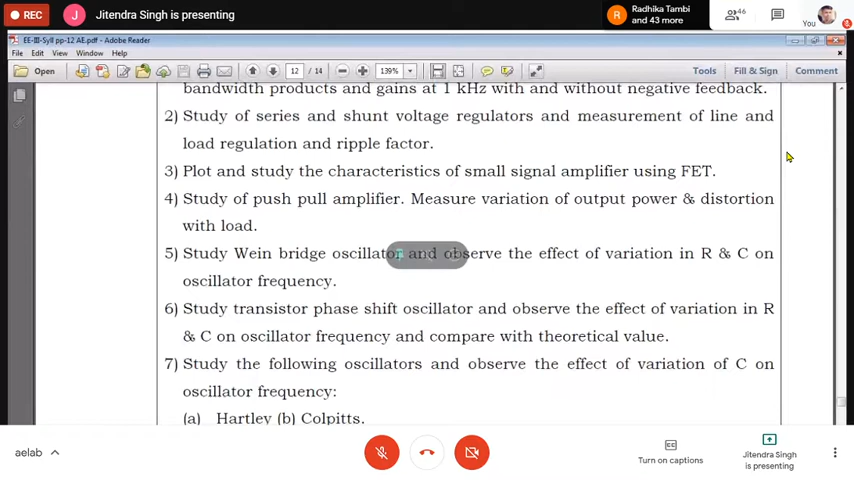 REC
J
Jitendra Singh is presenting
R
Radhika Tambi
and 43 more
46
You
EE-III-Syll pp-12 AE.pdf - Adobe Reader
File Edit View Window Help
Open
12 / 14
139%
Tools
Fill & Sign
Comment
bandwidth products and gains at 1 kHz with and without negative feedback.
2) Study of series and shunt voltage regulators and measurement of line and
load regulation and ripple factor.
3) Plot and study the characteristics of small signal amplifier using FET.
4) Study of push pull amplifier. Measure variation of output power & distortion
with load.
5) Study Wein bridge oscillator and observe the effect of variation in R & C on
oscillator frequency.
6) Study transistor phase shift oscillator and observe the effect of variation in R
& C on oscillator frequency and compare with theoretical value.
7) Study the following oscillators and observe the effect of variation of C on
oscillator frequency:
(a) Hartley (b) Colpitts.
aelab
Turn on captions
Jitendra Singh
is presenting